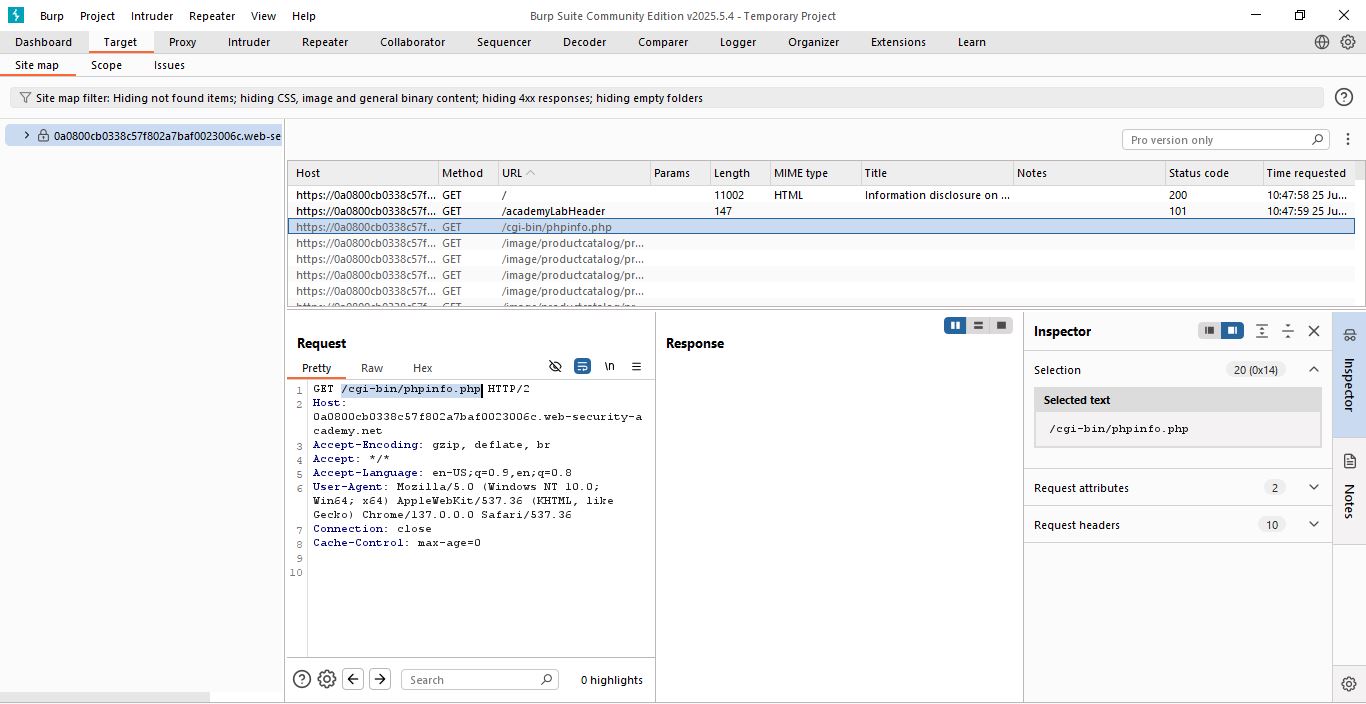 Burp Project Intruder Repeater View Help Burp Suite Community Edition v2025.5.4 - Temporary Project
Dashboard Target Proxy Intruder Repeater Collaborator Sequencer Decoder Comparer Logger Organizer Extensions Learn
Site map Scope Issues
Site map filter: Hiding not found items; hiding CSS, image and general binary content; hiding 4xx responses; hiding empty folders
0a0800cb0338c57f802a7baf0023006c.web-se
Pro version only
Host Method URL Params Length MIME type Title Notes Status code Time requested
https://0a0800cb0338c57f... GET / 11002 HTML Information disclosure on ... 200 10:47:58 25 Ju...
https://0a0800cb0338c57f... GET /academyLabHeader 147 101 10:47:59 25 Ju...
https://0a0800cb0338c57f... GET /cgi-bin/phpinfo.php
https://0a0800cb0338c57f... GET /image/productcatalog/pr...
https://0a0800cb0338c57f... GET /image/productcatalog/pr...
https://0a0800cb0338c57f... GET /image/productcatalog/pr...
https://0a0800cb0338c57f... GET /image/productcatalog/pr...
https://0a0800cb0338c57f... GET /image/productcatalog/pr...
Request
Pretty Raw Hex \n
1 GET /cgi-bin/phpinfo.php HTTP/2
2 Host:
0a0800cb0338c57f802a7baf0023006c.web-security-a
cademy.net
3 Accept-Encoding: gzip, deflate, br
4 Accept: */*
5 Accept-Language: en-US;q=0.9,en;q=0.8
6 User-Agent: Mozilla/5.0 (Windows NT 10.0;
Win64; x64) AppleWebKit/537.36 (KHTML, like
Gecko) Chrome/137.0.0.0 Safari/537.36
7 Connection: close
8 Cache-Control: max-age=0
9
10
Search 0 highlights
Response
Inspector
Selection 20 (0x14)
Selected text
/cgi-bin/phpinfo.php
Request attributes 2
Request headers 10
Inspector
Notes